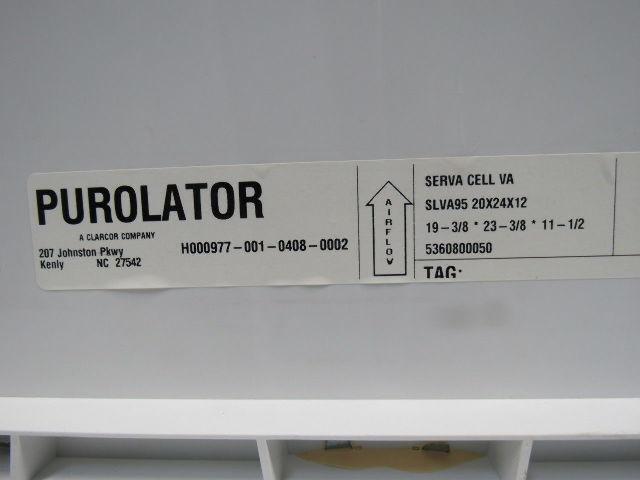 PUROLATOR
A CLARCOR COMPANY
207 Johnston Pkwy
Kenly NC 27542
H000977-001-0408-0002
AIRFLOW
SERVA CELL VA
SLVA95 20X24X12
19-3/8 * 23-3/8 * 11-1/2
5360800050
TAG: